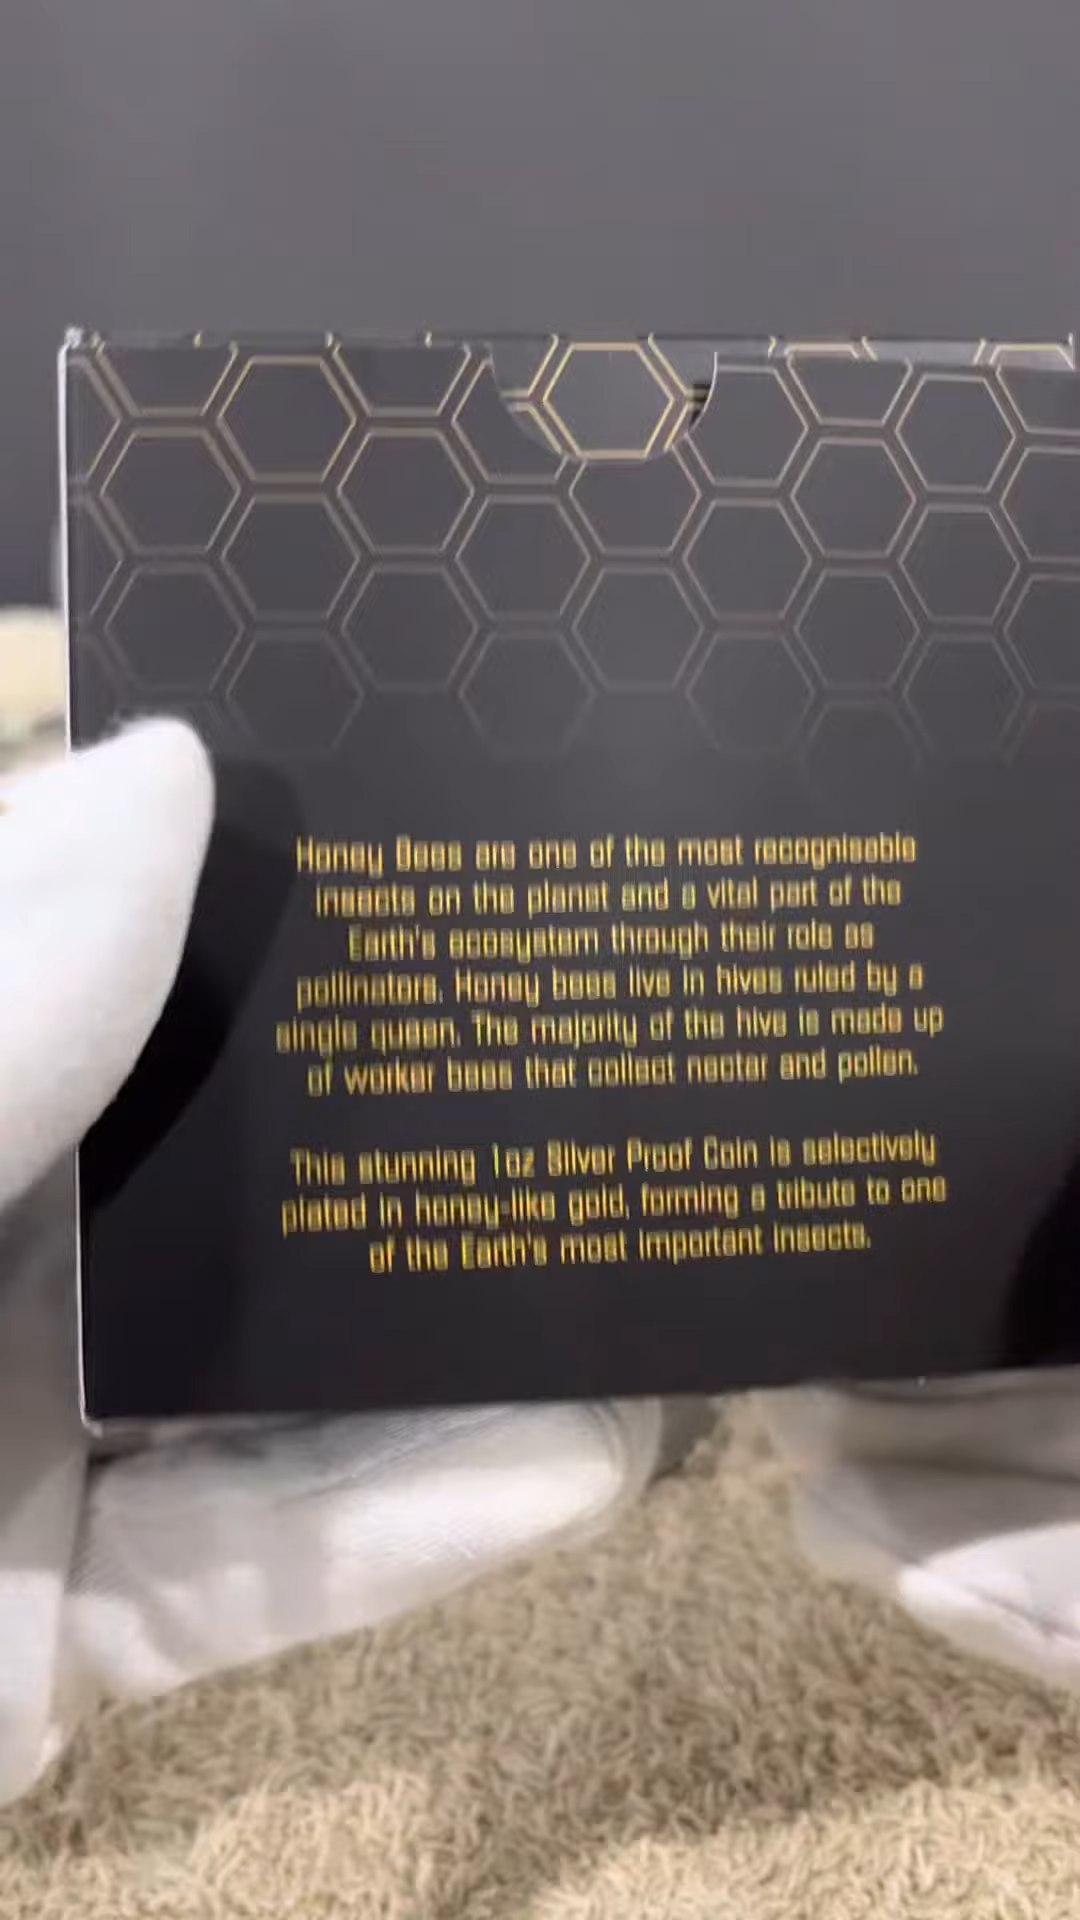 Honey Bees are one of the most recogniseable
insects on the planet and a vital part of the
Earth's ecosystem through their role as
pollinators. Honey bees live in hives ruled by a
single queen. The majority of the hive is made up
of worker bees that collect nectar and pollen.
This stunning 1oz Silver Proof Coin is selectively
plated in honey-like gold, forming a tribute to one
of the Earth's most important insects.